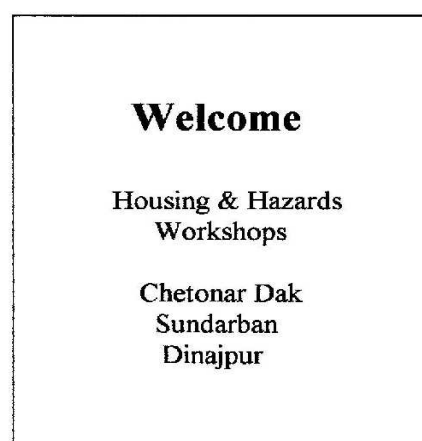 Welcome
Housing & Hazards
Workshops
Chetonar Dak
Sundarban
Dinajpur